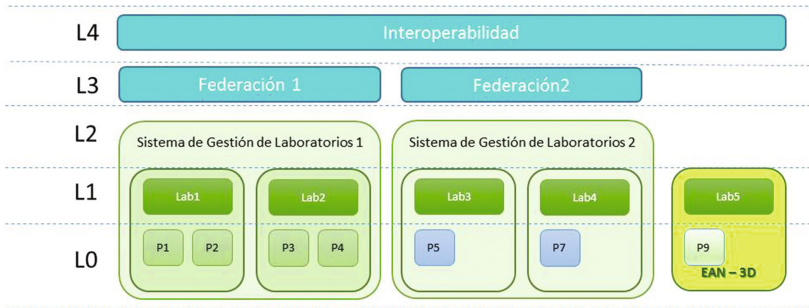 L4
Interoperabilidad
L3
Federación 1
Federación2
L2
Sistema de Gestión de Laboratorios 1
Sistema de Gestión de Laboratorios 2
L1
Lab1
Lab2
Lab3
Lab4
Lab5
L0
P1
P2
P3
P4
P5
P7
P9
EAN – 3D